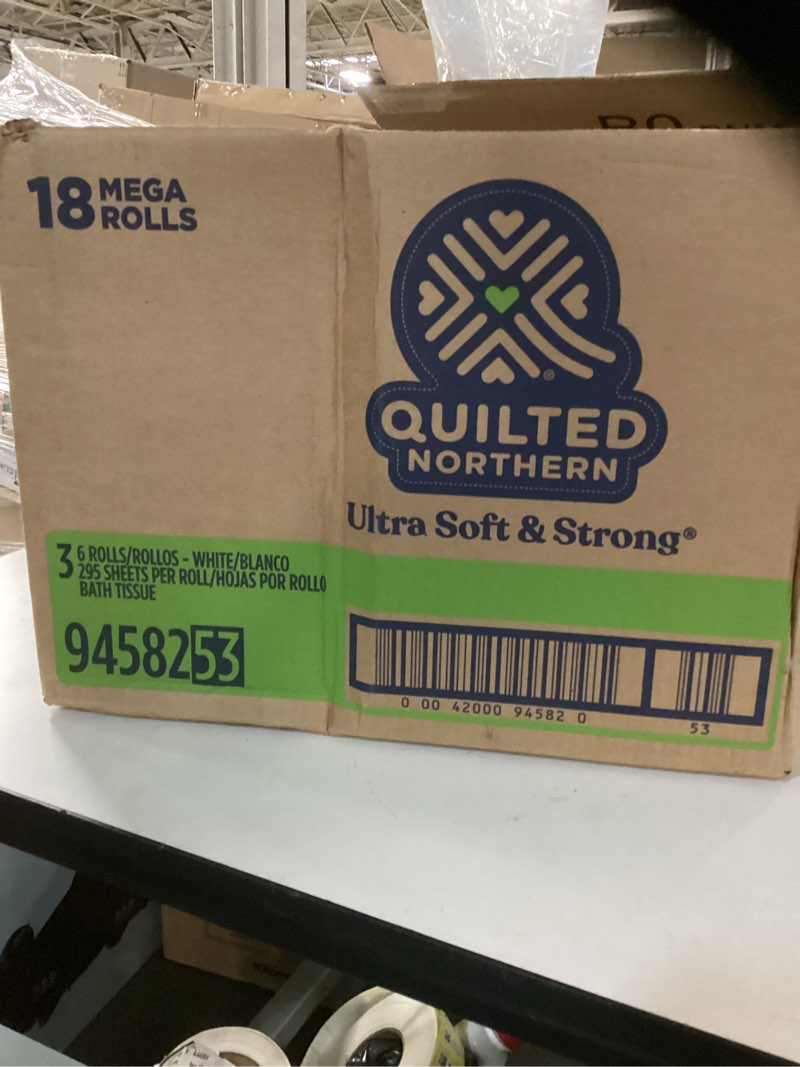 18 MEGA
ROLLS
QUILTED
NORTHERN®
Ultra Soft & Strong®
3 6 ROLLS/ROLLOS - WHITE/BLANCO
295 SHEETS PER ROLL/HOJAS POR ROLLO
BATH TISSUE
9458253
0 00 42000 94582 0
53